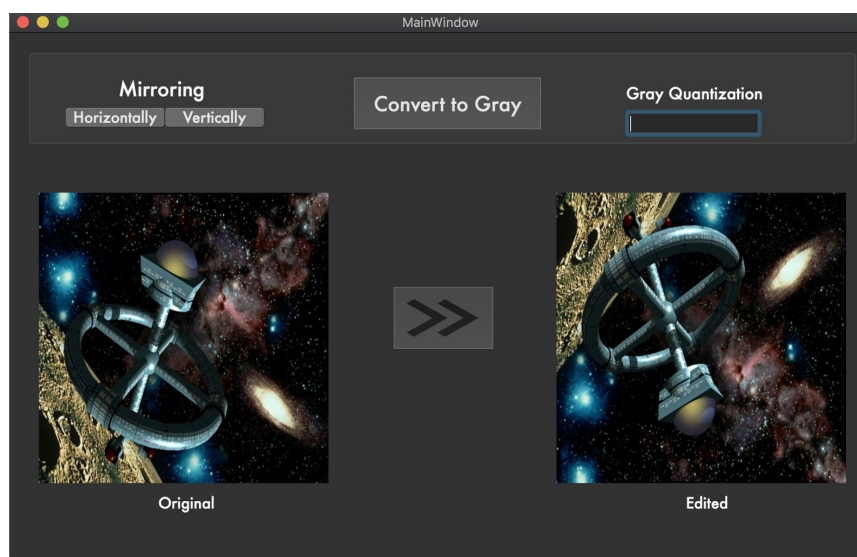 MainWindow
Mirroring
Horizontally Vertically
Convert to Gray
Gray Quantization
Original
Edited